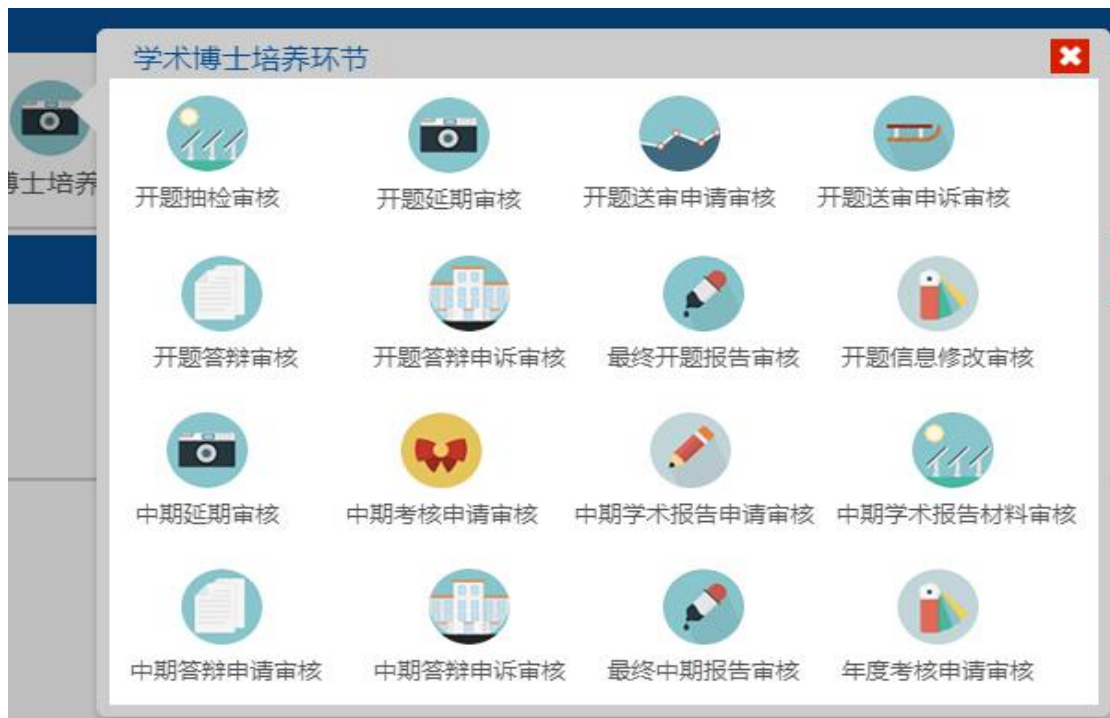 学术博士培养环节
博士培养
开题抽检审核
开题延期审核
开题送审申请审核
开题送审申诉审核
开题答辩审核
开题答辩申诉审核
最终开题报告审核
开题信息修改审核
中期延期审核
中期考核申请审核
中期学术报告申请审核
中期学术报告材料审核
中期答辩申请审核
中期答辩申诉审核
最终中期报告审核
年度考核申请审核